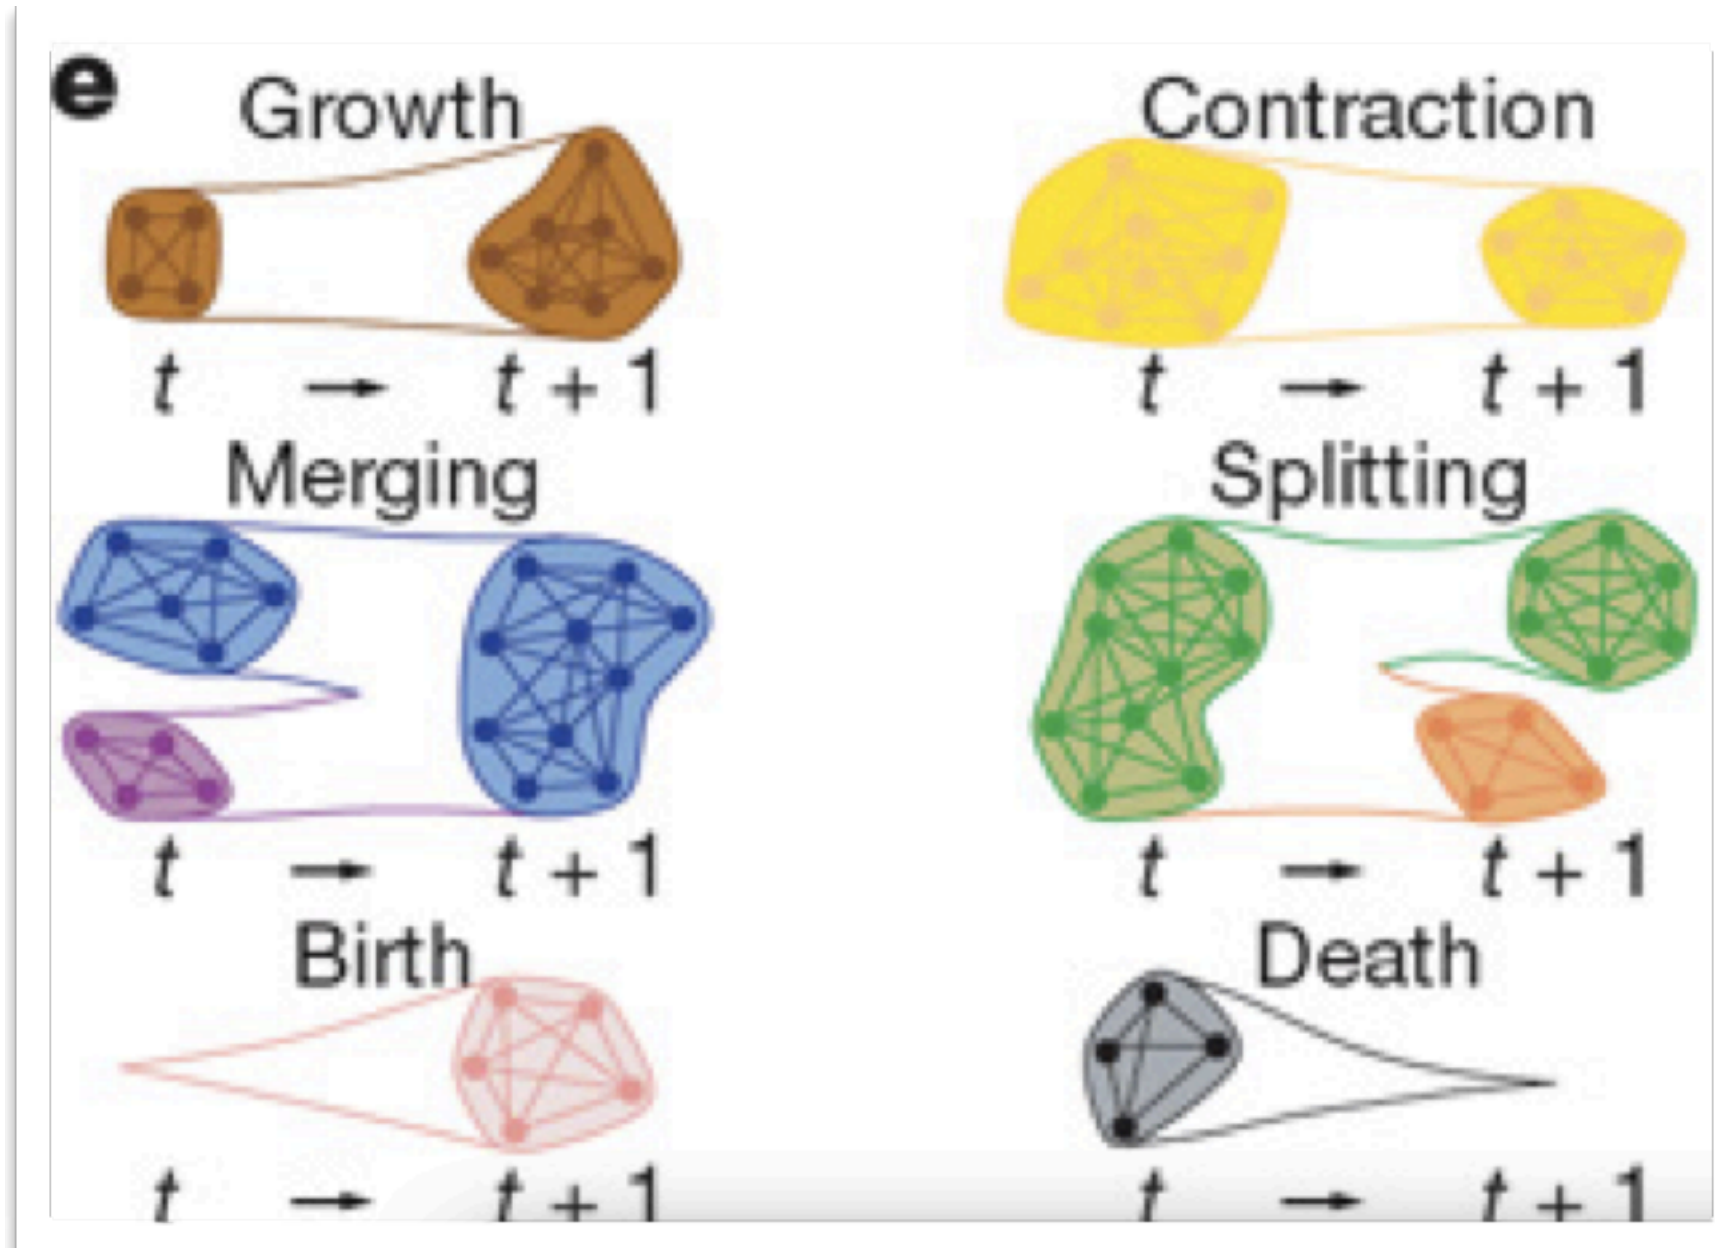 e
Growth
Contraction
t → t + 1
t → t + 1
Merging
Splitting
t → t + 1
t → t + 1
Birth
Death
t → t + 1
t → t + 1